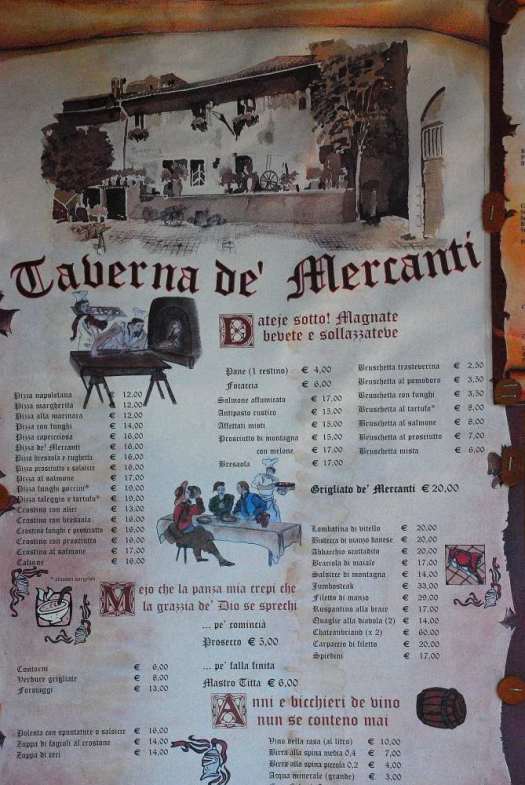 Taverna de' Mercanti
Dateje sotto! Magnate
bevete e sollazzateve
Pane (1 cestino) € 4,00
Focaccia € 6,00
Salmone affumicato € 17,00
Antipasto rustico € 15,00
Affettati misti € 15,00
Prosciutto di montagna € 15,00
con melone € 17,00
Bresaola € 17,00
Bruschetta trasteverina € 2,50
Bruschetta al pomodoro € 3,50
Bruschetta con funghi € 3,50
Bruschetta al tartufo* € 8,00
Bruschetta al salmone € 8,00
Bruschetta al prosciutto € 7,00
Bruschetta mista € 6,00
Pizza napoletana € 12,00
Pizza margherita € 12,00
Pizza alla marinara € 12,00
Pizza con funghi € 14,00
Pizza capricciosa € 16,00
Pizza de' Mercanti € 16,00
Pizza bresaola e rughetta € 16,00
Pizza prosciutto e salsicce € 16,00
Pizza al salmone € 17,00
Pizza funghi porcini* € 19,00
Pizza taleggio e tartufo* € 19,00
Crostino con alici € 13,00
Crostino con bresaola € 16,00
Crostino funghi e prosciutto € 16,00
Crostino con prosciutto € 16,00
Crostino al salmone € 17,00
Calzone € 16,00
Grigliato de' Mercanti € 20,00
Lombatina di vitello € 20,00
Bistecca di manzo danese € 20,00
Abbacchio scottadito € 20,00
Braciola di maiale € 17,00
Salsicce di montagna € 14,00
Jumbosteak € 33,00
Filetto di manzo € 29,00
Ruspantino alla brace € 17,00
Quaglie alla diavola (2) € 14,00
Chateaubriand (x 2) € 60,00
Carpaccio di filetto € 20,00
Spiedini € 17,00
Mejo che la panza mia crepi che
la grazzia de' Dio se sprechi
... pe' comincià
Prosecco € 5,00
... pe' falla finita
Mastro Titta € 6,00
Contorni € 6,00
Verdure grigliate € 8,00
Formaggi € 13,00
Anni e bicchieri de vino
nun se conteno mai
Polenta con spuntature o salsicce € 16,00
Zuppa di fagioli al crostone € 14,00
Zuppa di ceci € 14,00
Vino della casa (al litro) € 10,00
Birra alla spina media 0,4 € 7,00
Birra alla spina piccola 0,2 € 4,00
Acqua minerale (grande) € 3,00